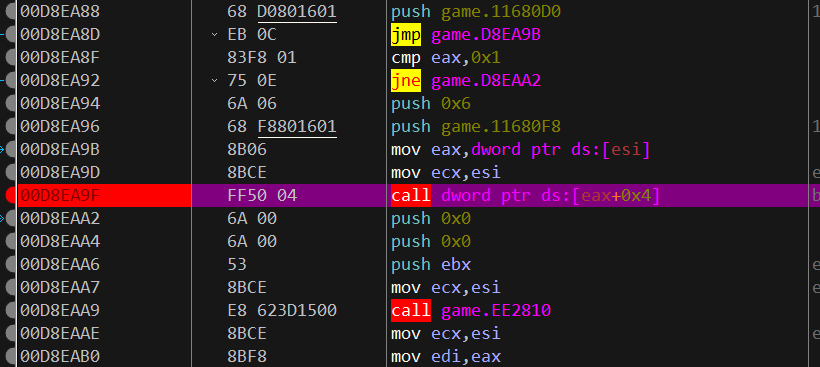 00D8EA88 68 D0801601 push game.11680D0
00D8EA8D EB 0C jmp game.D8EA9B
00D8EA8F 83F8 01 cmp eax,0x1
00D8EA92 75 0E jne game.D8EAA2
00D8EA94 6A 06 push 0x6
00D8EA96 68 F8801601 push game.11680F8
00D8EA9B 8B06 mov eax,dword ptr ds:[esi]
00D8EA9D 8BCE mov ecx,esi
00D8EA9F FF50 04 call dword ptr ds:[eax+0x4]
00D8EAA2 6A 00 push 0x0
00D8EAA4 6A 00 push 0x0
00D8EAA6 53 push ebx
00D8EAA7 8BCE mov ecx,esi
00D8EAA9 E8 623D1500 call game.EE2810
00D8EAAE 8BCE mov ecx,esi
00D8EAB0 8BF8 mov edi,eax